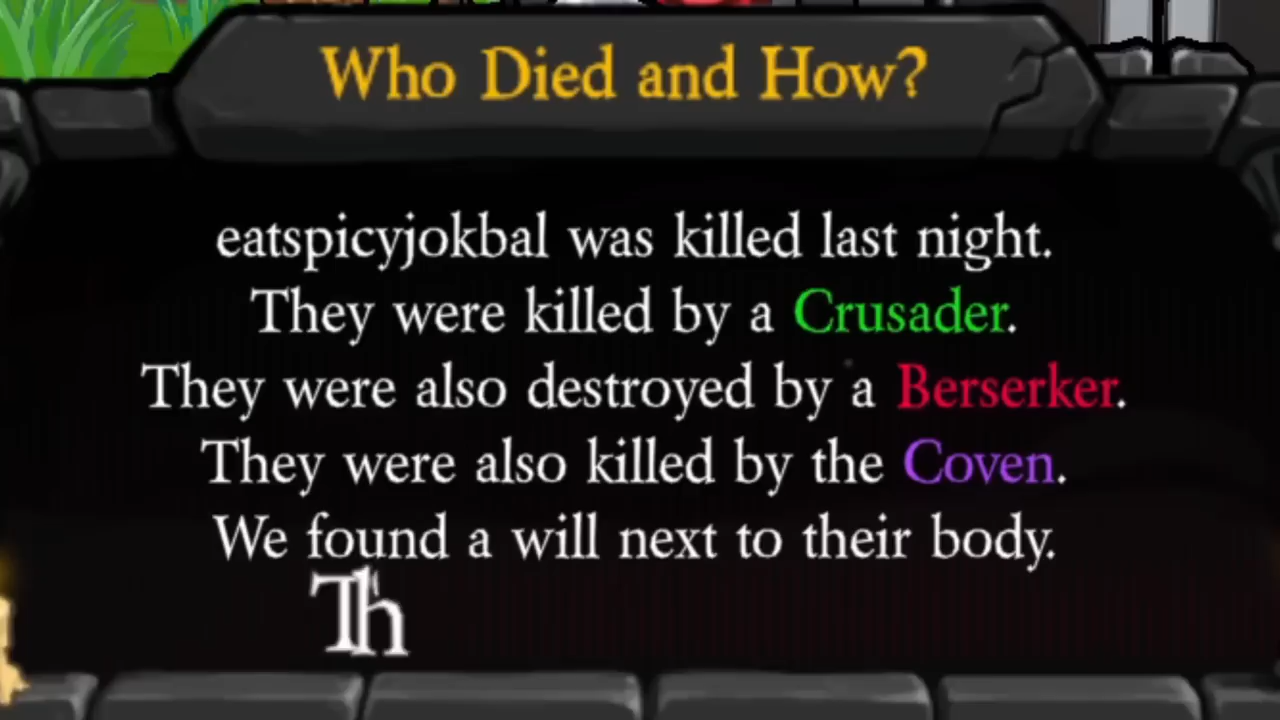 Who Died and How?
eatspicyjokbal was killed last night.
They were killed by a Crusader.
They were also destroyed by a Berserker.
They were also killed by the Coven.
We found a will next to their body.
Th